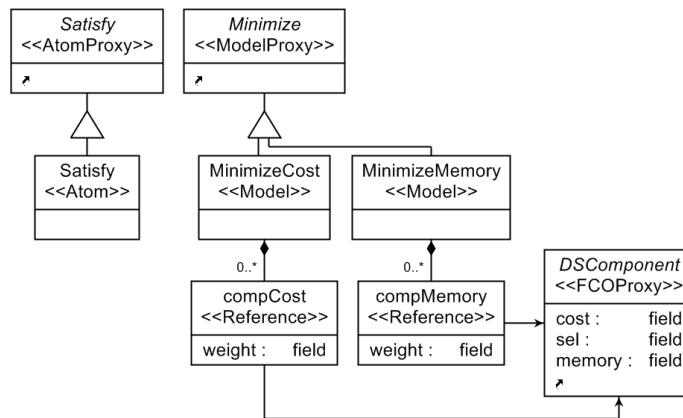 Satisfy
<<AtomProxy>>
Minimize
<<ModelProxy>>
Satisfy
<<Atom>>
MinimizeCost
<<Model>>
MinimizeMemory
<<Model>>
0..*
0..*
compCost
<<Reference>>
weight : field
compMemory
<<Reference>>
weight : field
DSComponent
<<FCOProxy>>
cost : field
sel : field
memory : field